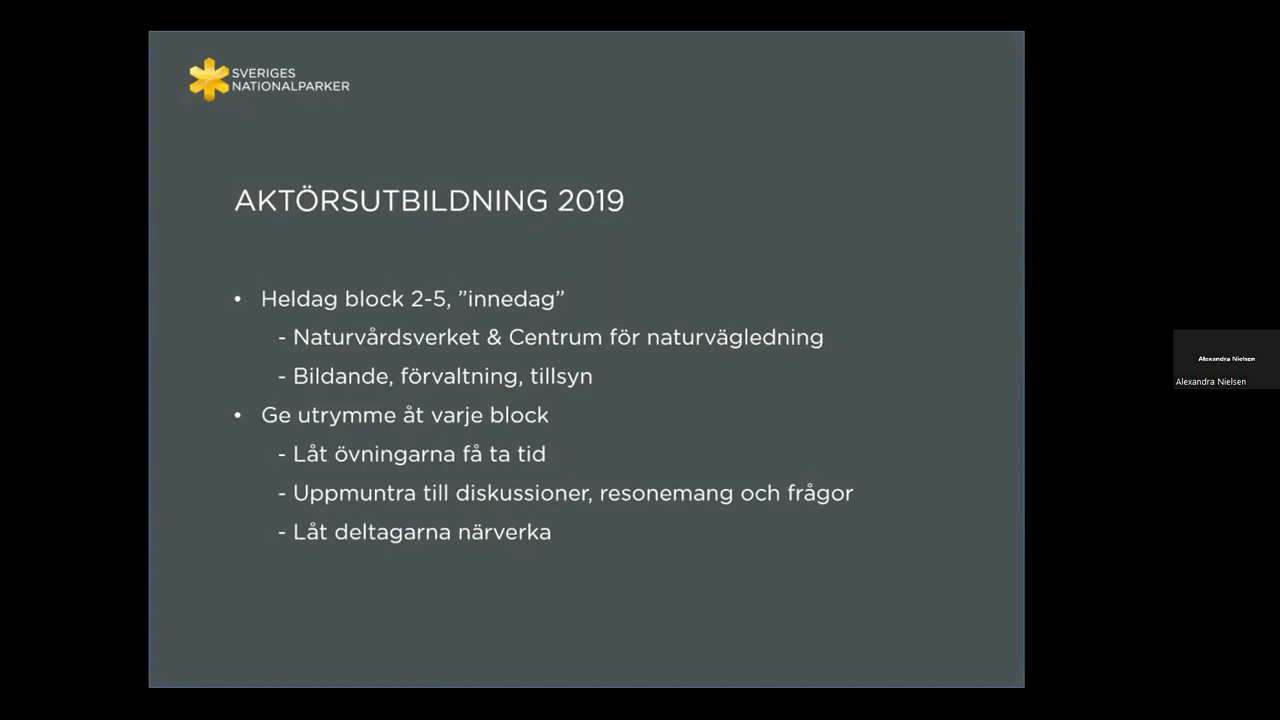 SVERIGES
NATIONALPARKER
AKTÖRSUTBILDNING 2019
• Heldag block 2-5, ”innedag”
- Naturvårdsverket & Centrum för naturvägledning
- Bildande, förvaltning, tillsyn
• Ge utrymme åt varje block
- Låt övningarna få ta tid
- Uppmuntra till diskussioner, resonemang och frågor
- Låt deltagarna närverka
Alexandra Nielsen
Alexandra Nielsen